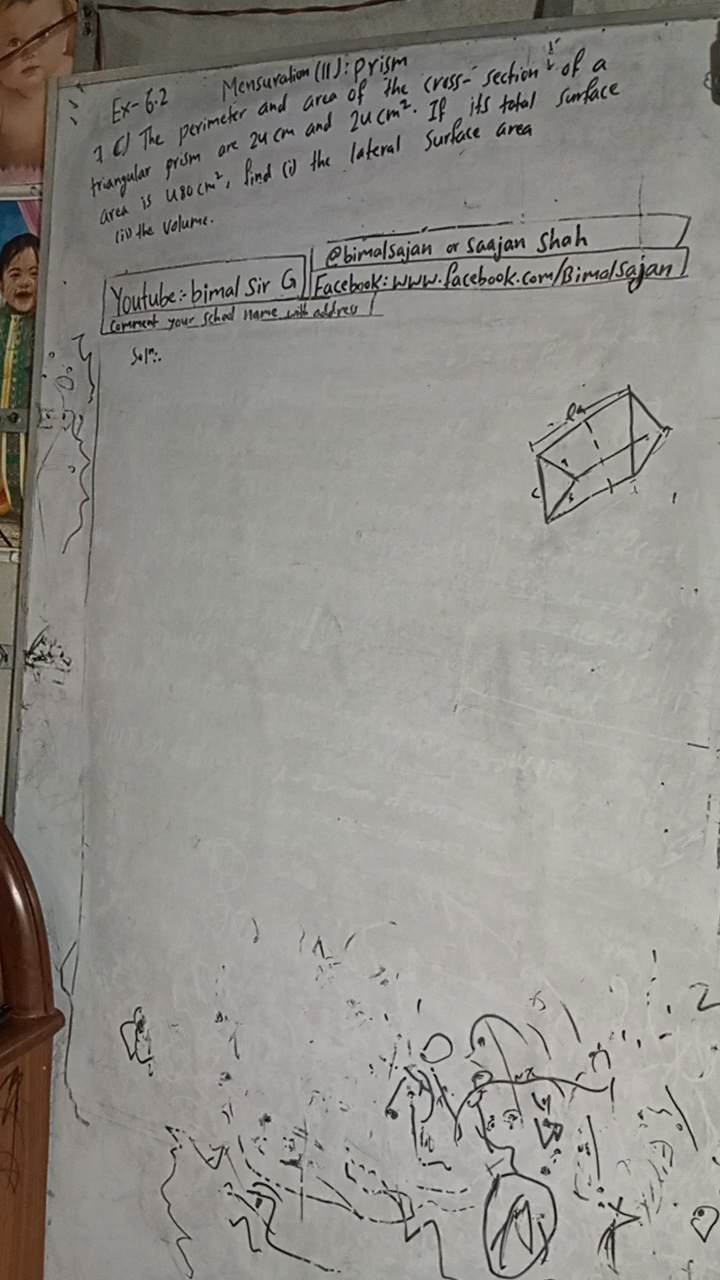 Ex-6.2 Mensuration (II): prism
7 c) The perimeter and area of the cross-section of a
triangular prism are 24 cm and 24 cm². If its total surface
area is 480 cm², find (i) the lateral surface area
(ii) the volume.
@bimalsajan or Saajan Shah
Youtube:- bimal Sir G
Facebook: www.facebook.com/Bimalsajan
Comment your school name with address
Solⁿ: